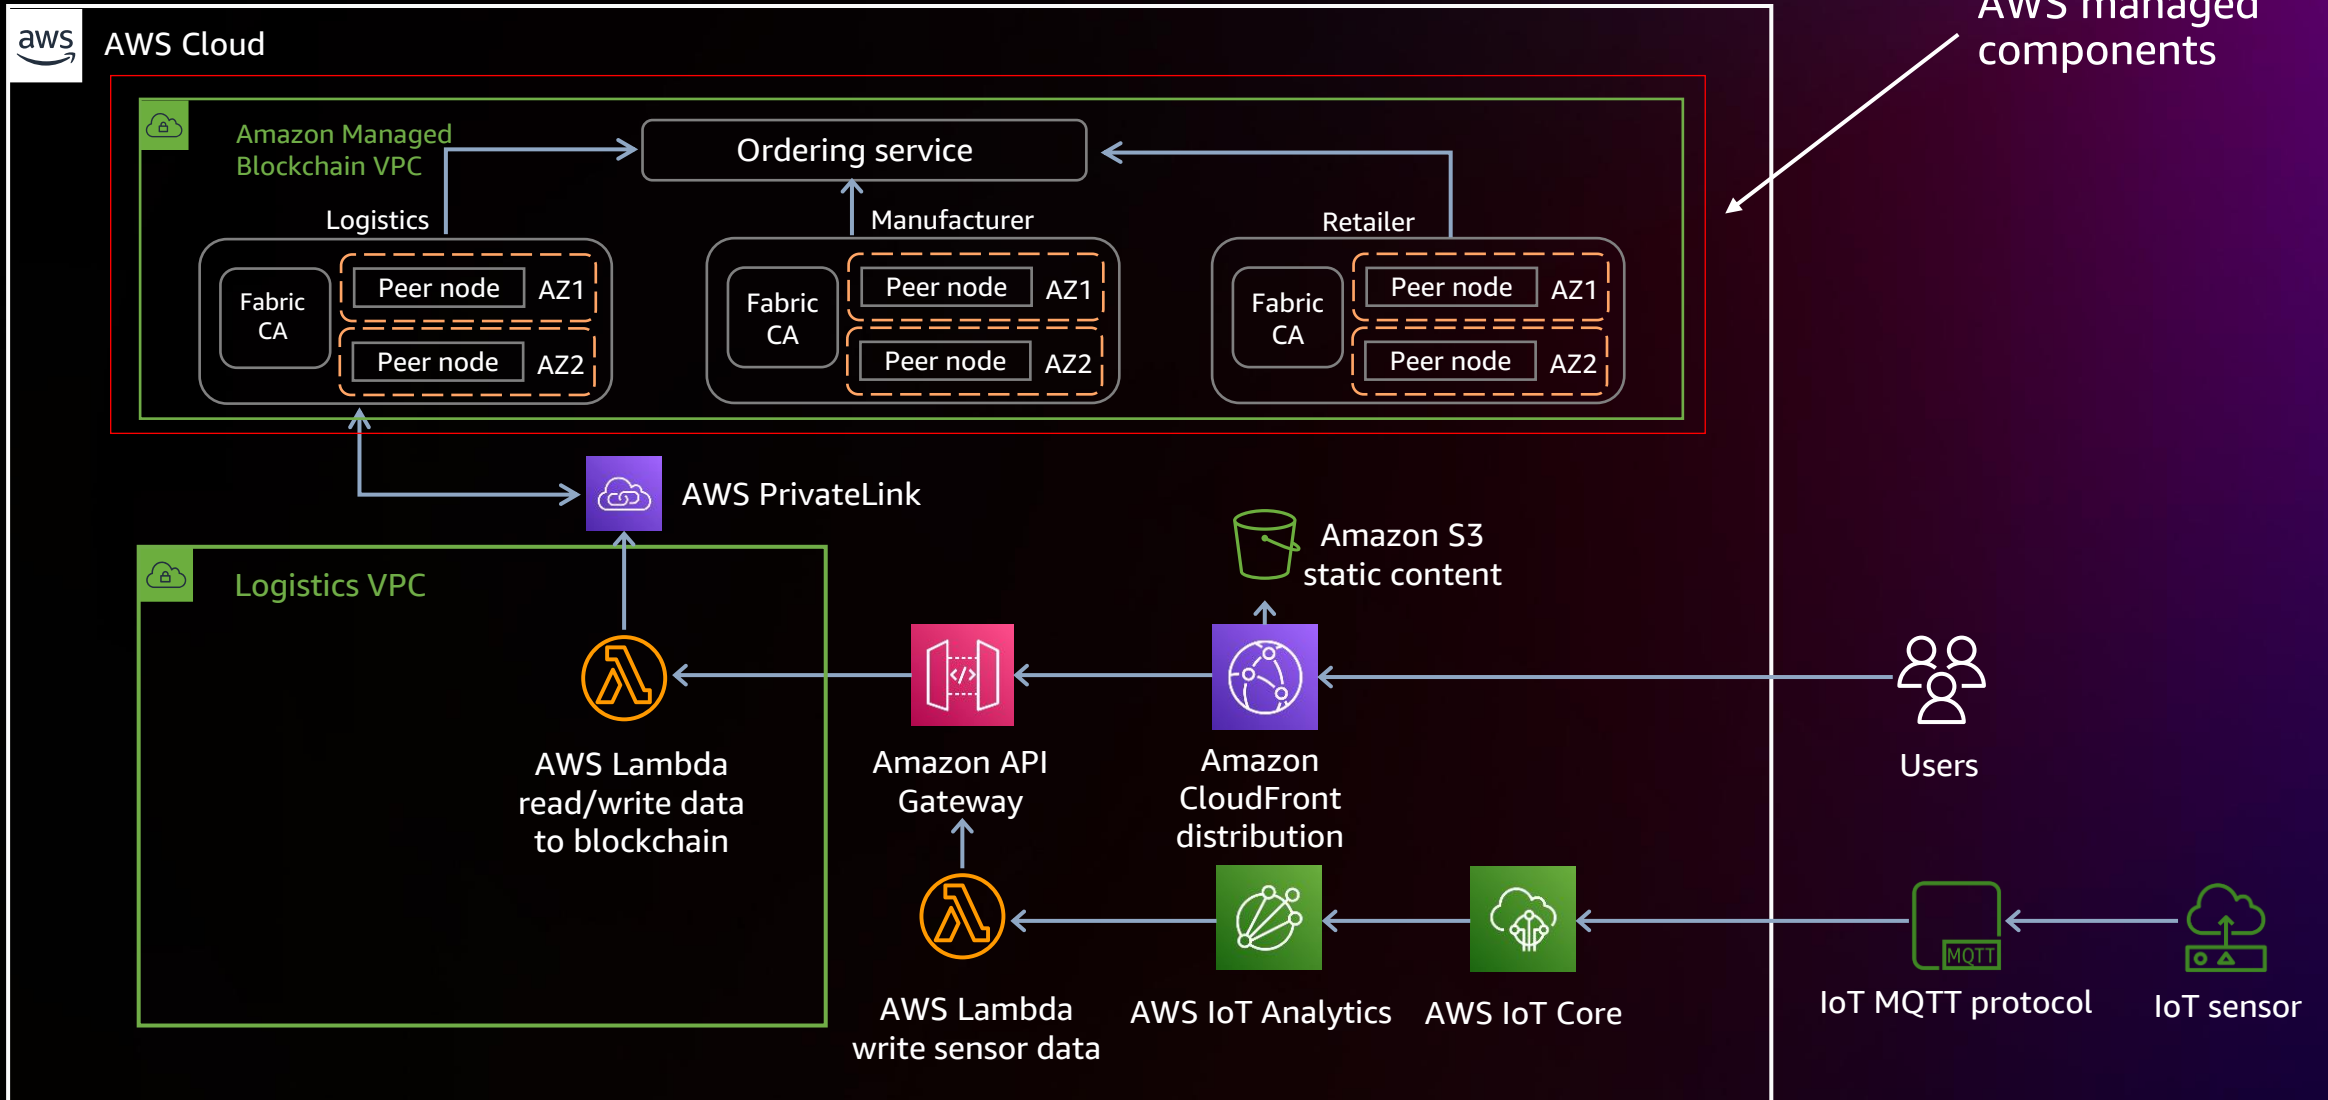 AWS managed
components
aws
AWS Cloud
Amazon Managed
Blockchain VPC
Ordering service
Logistics
Manufacturer
Retailer
Fabric
CA
Peer node
AZ1
Peer node
AZ2
Fabric
CA
Peer node
AZ1
Peer node
AZ2
Fabric
CA
Peer node
AZ1
Peer node
AZ2
AWS PrivateLink
Amazon S3
static content
Logistics VPC
</>
AWS Lambda
read/write data
to blockchain
Amazon API
Gateway
Amazon
CloudFront
distribution
Users
MQTT
AWS Lambda
write sensor data
AWS IoT Analytics
AWS IoT Core
IoT MQTT protocol
IoT sensor